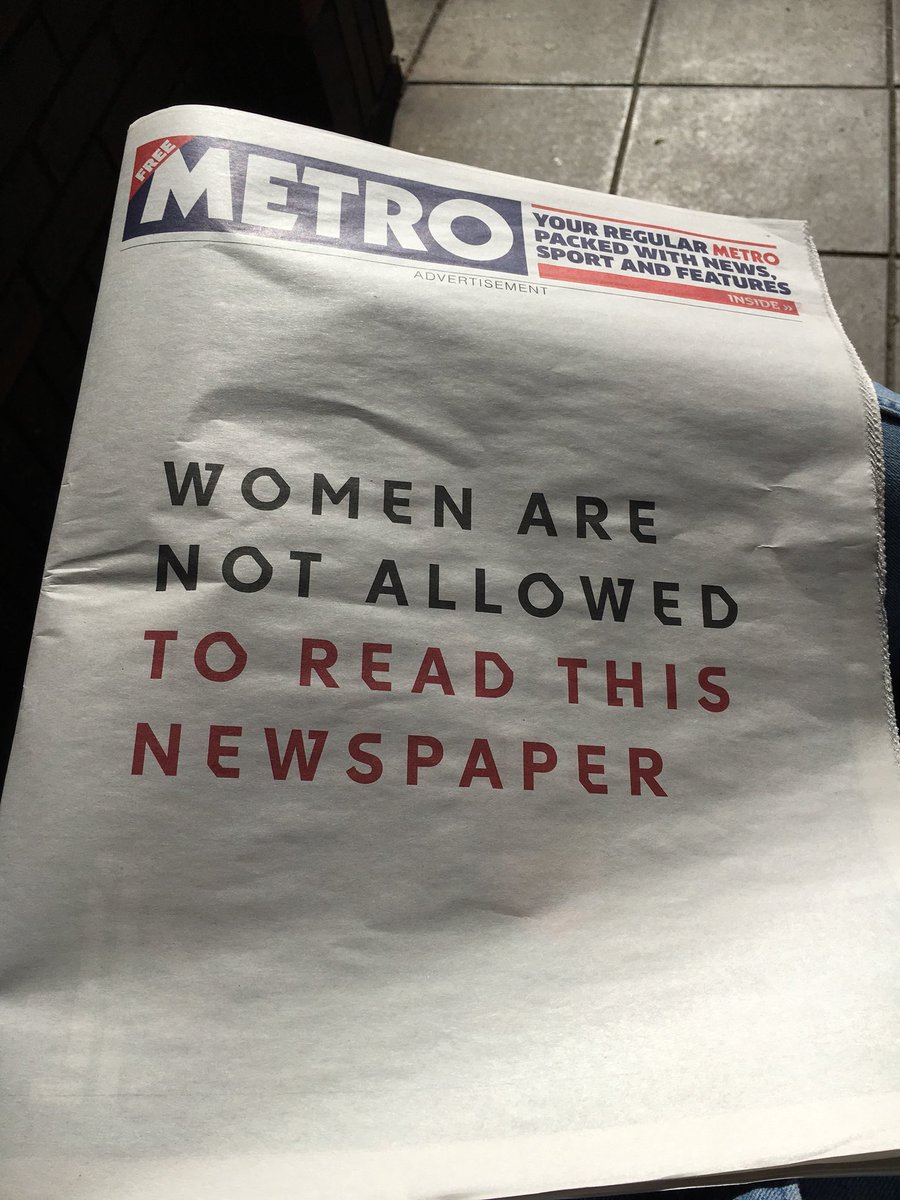 FREE
METRO
YOUR REGULAR METRO
PACKED WITH NEWS,
SPORT AND FEATURES
INSIDE »
ADVERTISEMENT
WOMEN ARE
NOT ALLOWED
TO READ THIS
NEWSPAPER